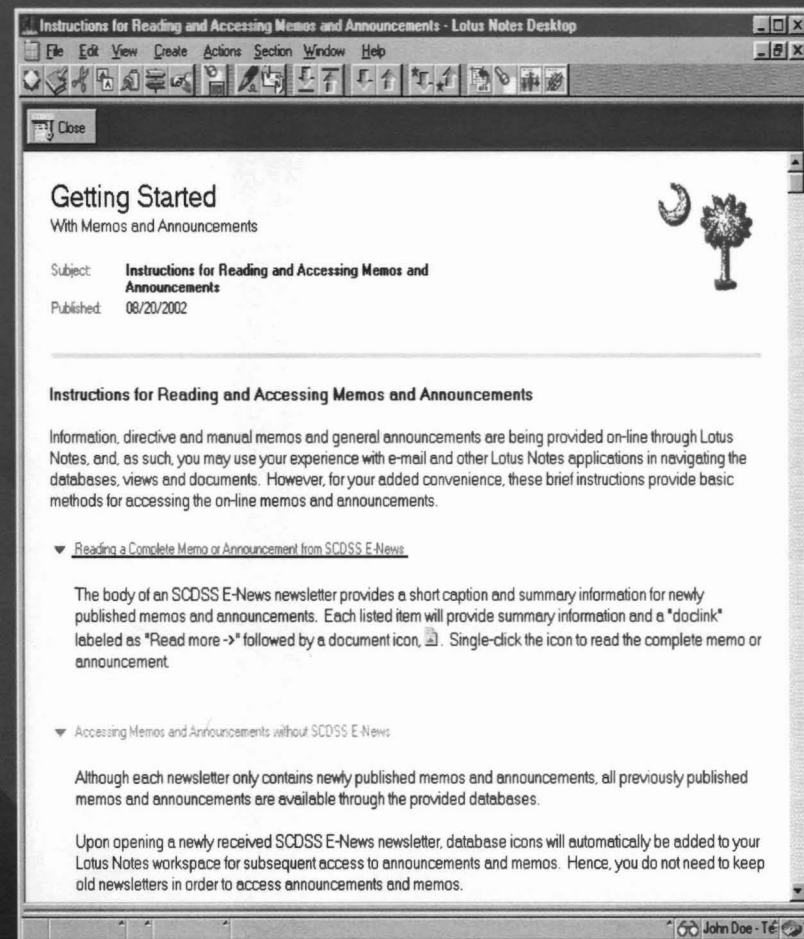 Instructions for Reading and Accessing Memos and Announcements - Lotus Notes Desktop
File Edit View Create Actions Section Window Help
Close
Getting Started
With Memos and Announcements
Subject: Instructions for Reading and Accessing Memos and
Announcements
Published: 08/20/2002
Instructions for Reading and Accessing Memos and Announcements
Information, directive and manual memos and general announcements are being provided on-line through Lotus
Notes, and, as such, you may use your experience with e-mail and other Lotus Notes applications in navigating the
databases, views and documents. However, for your added convenience, these brief instructions provide basic
methods for accessing the on-line memos and announcements.
Reading a Complete Memo or Announcement from SCDSS E-News
The body of an SCDSS E-News newsletter provides a short caption and summary information for newly
published memos and announcements. Each listed item will provide summary information and a "doclink"
labeled as "Read more ->" followed by a document icon, . Single-click the icon to read the complete memo or
announcement.
Accessing Memos and Announcements without SCDSS E-News
Although each newsletter only contains newly published memos and announcements, all previously published
memos and announcements are available through the provided databases.
Upon opening a newly received SCDSS E-News newsletter, database icons will automatically be added to your
Lotus Notes workspace for subsequent access to announcements and memos. Hence, you do not need to keep
old newsletters in order to access announcements and memos.
John Doe - Te